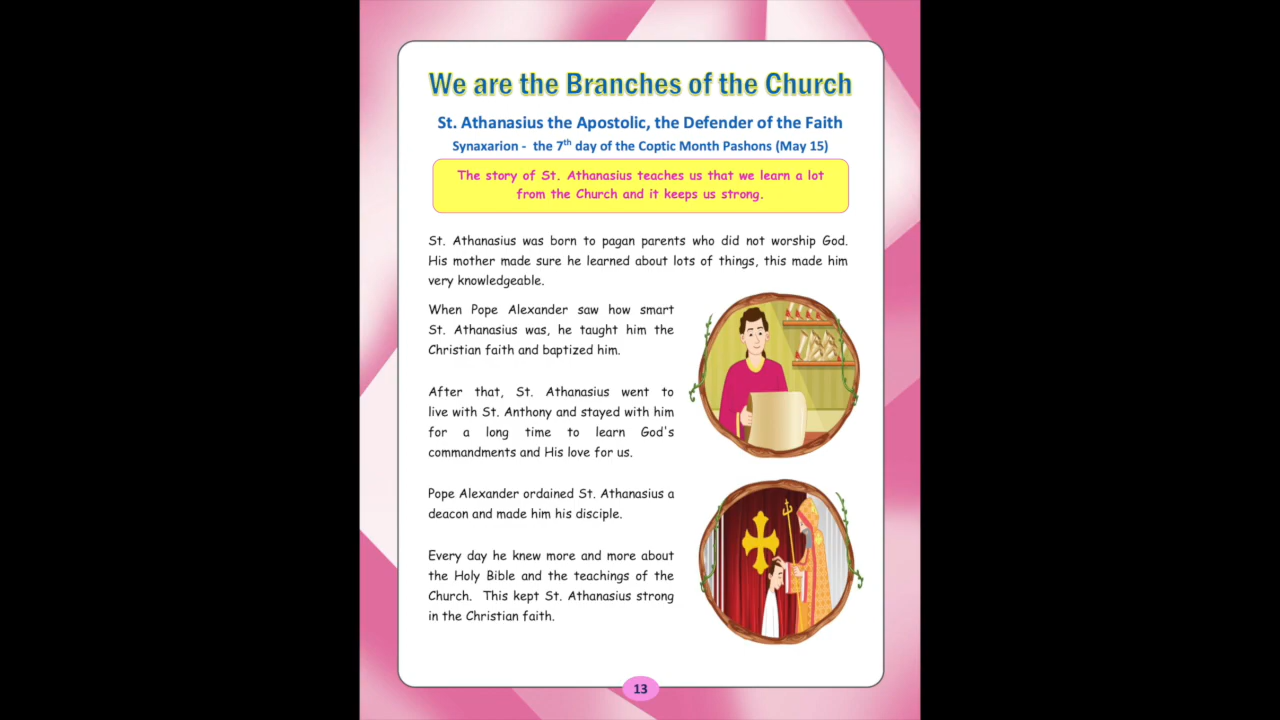 We are the Branches of the Church
St. Athanasius the Apostolic, the Defender of the Faith
Synaxarion - the 7th day of the Coptic Month Pashons (May 15)
The story of St. Athanasius teaches us that we learn a lot
from the Church and it keeps us strong.
St. Athanasius was born to pagan parents who did not worship God.
His mother made sure he learned about lots of things, this made him
very knowledgeable.
When Pope Alexander saw how smart
St. Athanasius was, he taught him the
Christian faith and baptized him.
After that, St. Athanasius went to
live with St. Anthony and stayed with him
for a long time to learn God's
commandments and His love for us.
Pope Alexander ordained St. Athanasius a
deacon and made him his disciple.
Every day he knew more and more about
the Holy Bible and the teachings of the
Church. This kept St. Athanasius strong
in the Christian faith.
13